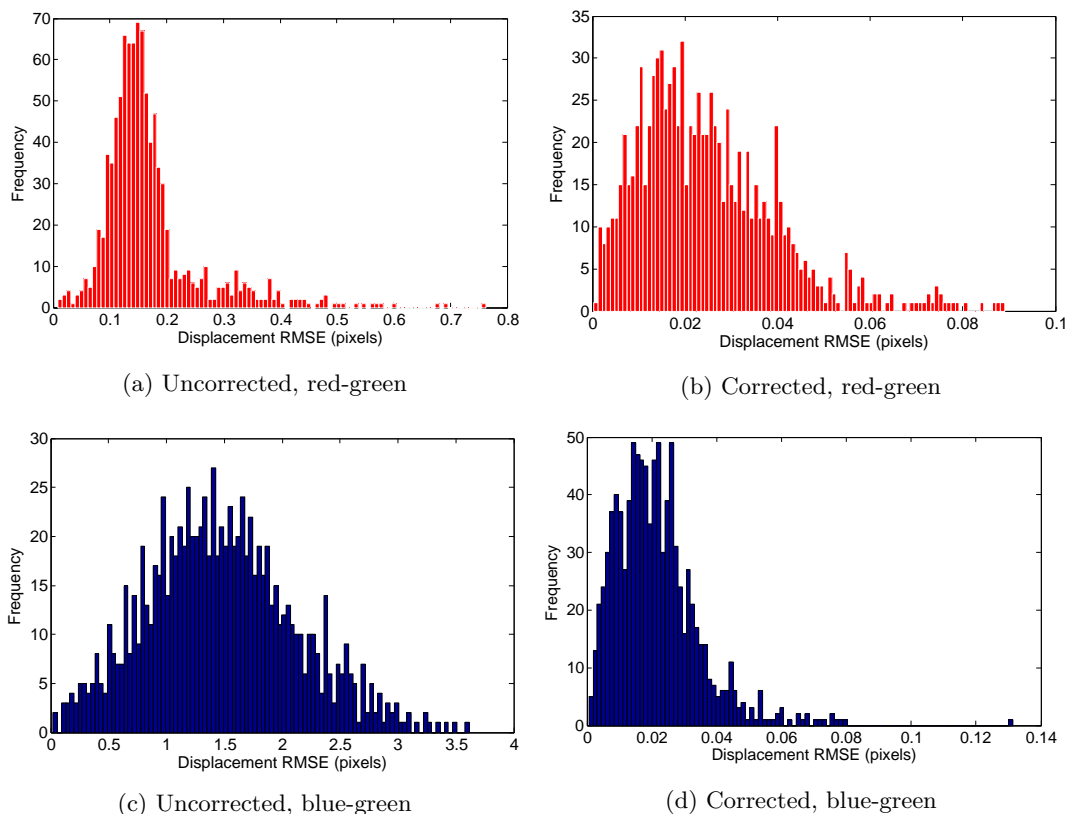 70
60
50
40
30
20
10
0
Frequency
0 0.1 0.2 0.3 0.4 0.5 0.6 0.7 0.8
Displacement RMSE (pixels)
(a) Uncorrected, red-green
35
30
25
20
15
10
5
0
Frequency
0 0.02 0.04 0.06 0.08 0.1
Displacement RMSE (pixels)
(b) Corrected, red-green
30
25
20
15
10
5
0
Frequency
0 0.5 1 1.5 2 2.5 3 3.5 4
Displacement RMSE (pixels)
(c) Uncorrected, blue-green
50
40
30
20
10
0
Frequency
0 0.02 0.04 0.06 0.08 0.1 0.12 0.14
Displacement RMSE (pixels)
(d) Corrected, blue-green